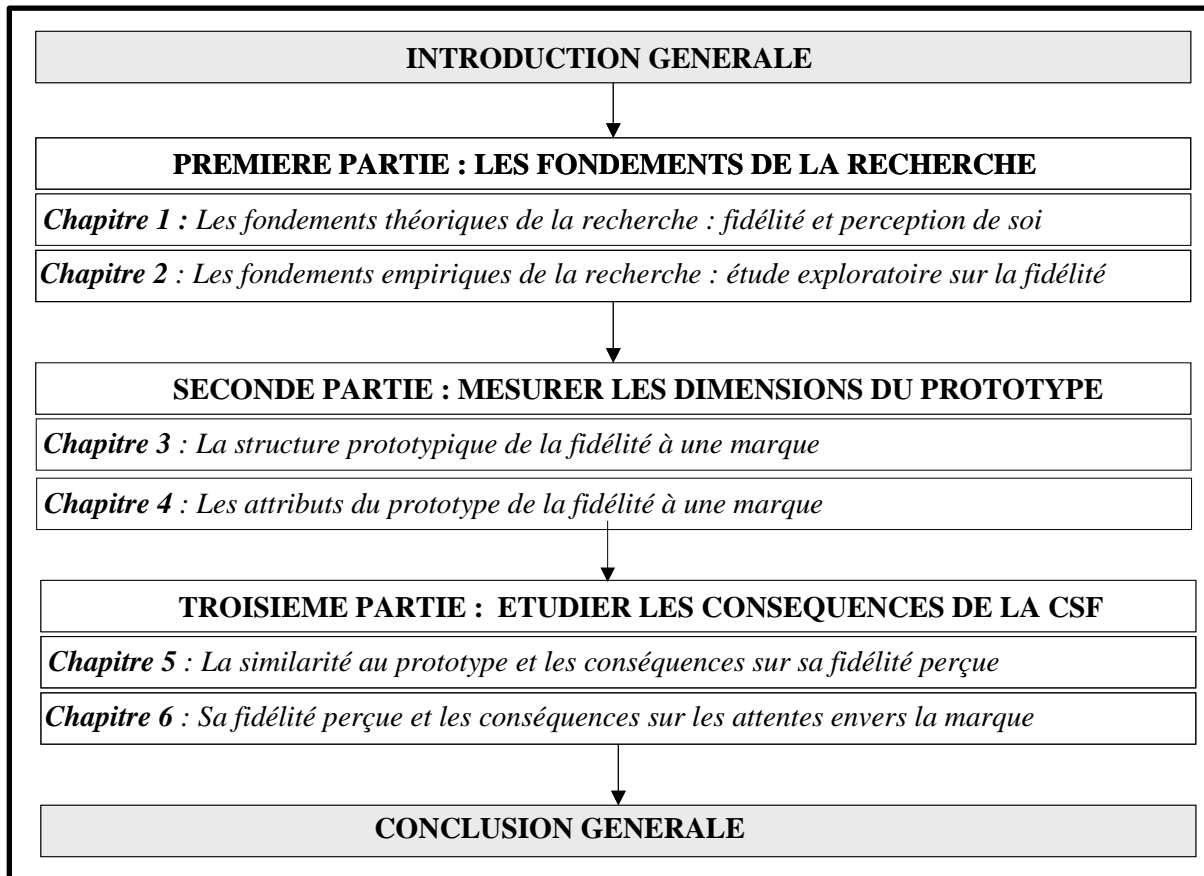 INTRODUCTION GENERALE
PREMIERE PARTIE : LES FONDEMENTS DE LA RECHERCHE
Chapitre 1 : Les fondements théoriques de la recherche : fidélité et perception de soi
Chapitre 2 : Les fondements empiriques de la recherche : étude exploratoire sur la fidélité
SECONDE PARTIE : MESURER LES DIMENSIONS DU PROTOTYPE
Chapitre 3 : La structure prototypique de la fidélité à une marque
Chapitre 4 : Les attributs du prototype de la fidélité à une marque
TROISIEME PARTIE : ETUDIER LES CONSEQUENCES DE LA CSF
Chapitre 5 : La similarité au prototype et les conséquences sur sa fidélité perçue
Chapitre 6 : Sa fidélité perçue et les conséquences sur les attentes envers la marque
CONCLUSION GENERALE